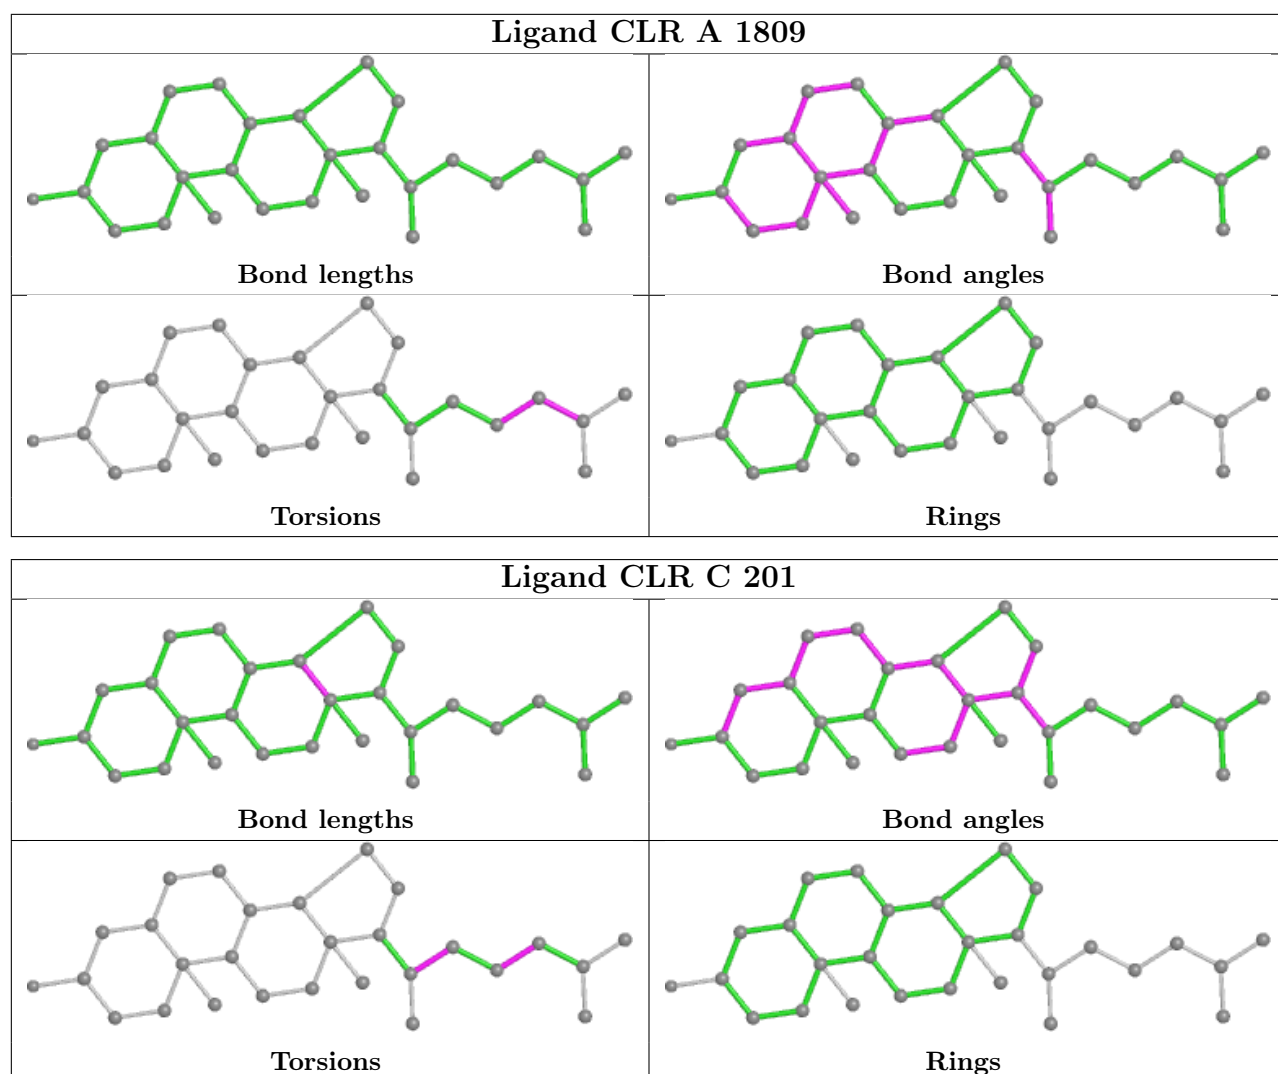 Ligand CLR A 1809
Bond lengths
Bond angles
Torsions
Rings
Ligand CLR C 201
Bond lengths
Bond angles
Torsions
Rings